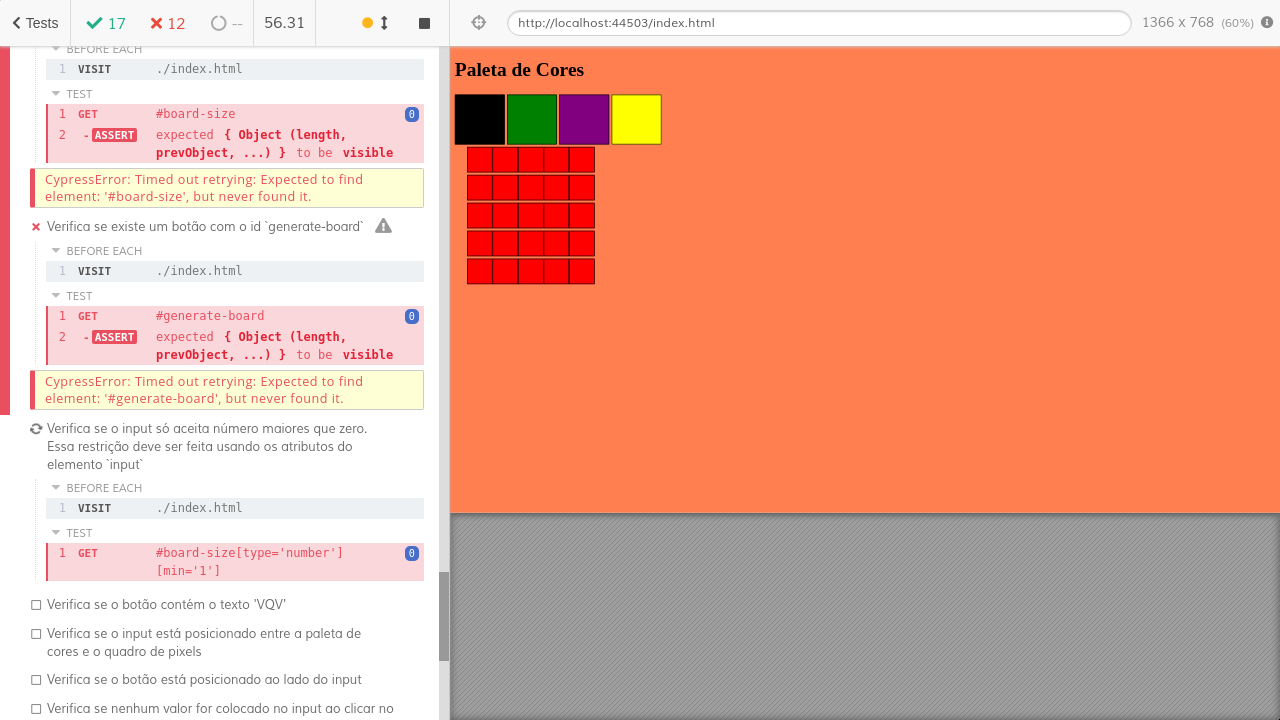 Tests 17 12 -- 56.31
http://localhost:44503/index.html 1366 x 768 (60%)
BEFORE EACH
1 VISIT ./index.html
TEST
1 GET #board-size 0
2 -ASSERT expected { Object (length,
prevObject, ...) } to be visible
CypressError: Timed out retrying: Expected to find
element: '#board-size', but never found it.
Verifica se existe um botão com o id `generate-board`
BEFORE EACH
1 VISIT ./index.html
TEST
1 GET #generate-board 0
2 -ASSERT expected { Object (length,
prevObject, ...) } to be visible
CypressError: Timed out retrying: Expected to find
element: '#generate-board', but never found it.
Verifica se o input só aceita número maiores que zero.
Essa restrição deve ser feita usando os atributos do
elemento `input`
BEFORE EACH
1 VISIT ./index.html
TEST
1 GET #board-size[type='number'] 0
[min='1']
Verifica se o botão contém o texto 'VQV'
Verifica se o input está posicionado entre a paleta de
cores e o quadro de pixels
Verifica se o botão está posicionado ao lado do input
Verifica se nenhum valor for colocado no input ao clicar no
Paleta de Cores